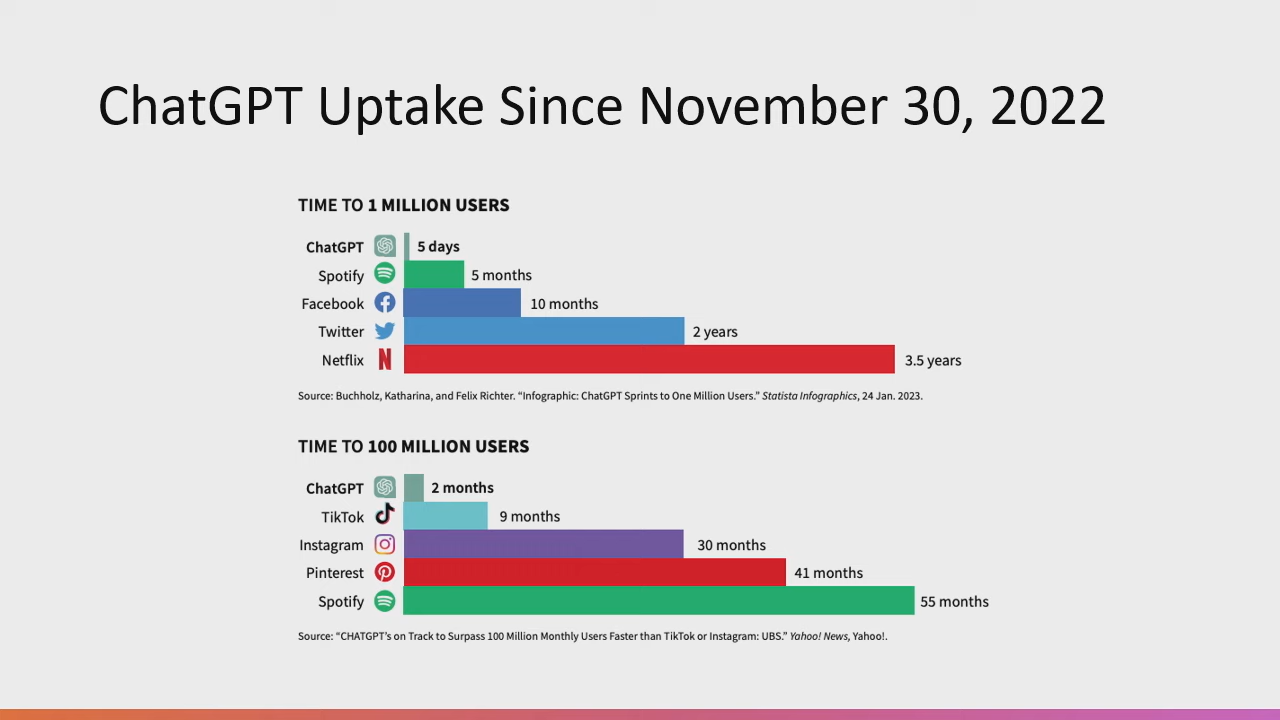 ChatGPT Uptake Since November 30, 2022
TIME TO 1 MILLION USERS
ChatGPT 5 days
Spotify 5 months
Facebook 10 months
Twitter 2 years
Netflix 3.5 years
Source: Buchholz, Katharina, and Felix Richter. “Infographic: ChatGPT Sprints to One Million Users.” Statista Infographics, 24 Jan. 2023.
TIME TO 100 MILLION USERS
ChatGPT 2 months
TikTok 9 months
Instagram 30 months
Pinterest 41 months
Spotify 55 months
Source: “CHATGPT’s on Track to Surpass 100 Million Monthly Users Faster than TikTok or Instagram: UBS.” Yahoo! News, Yahoo!.